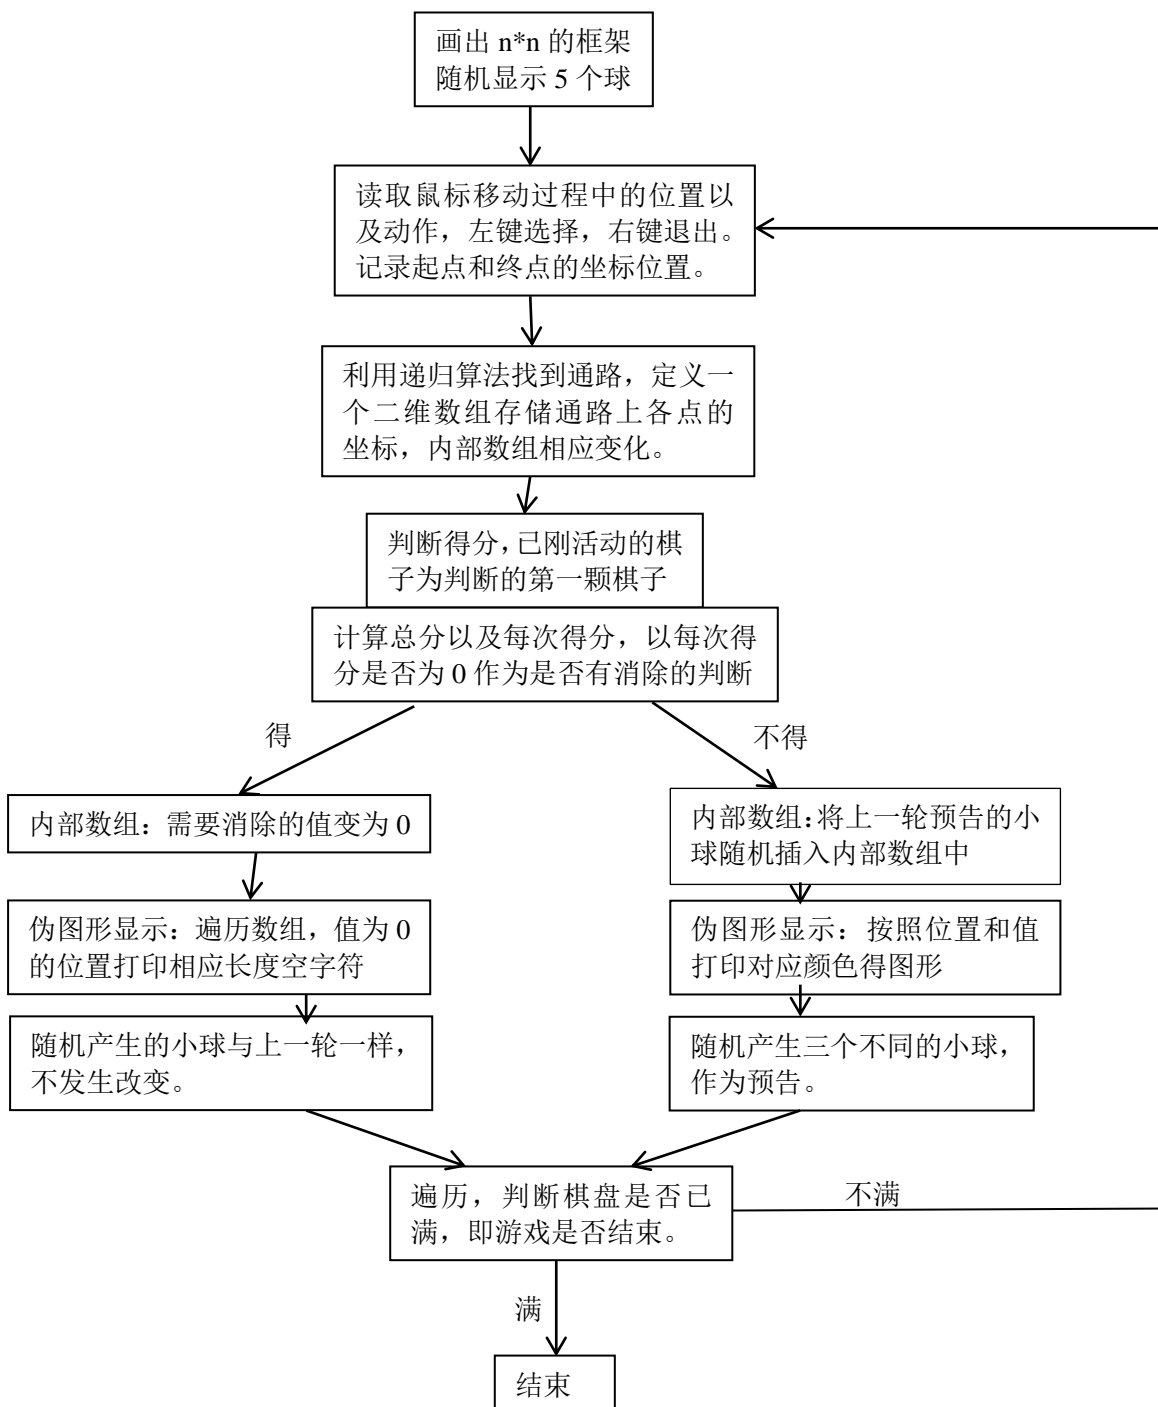 画出 n*n 的框架
随机显示 5 个球
读取鼠标移动过程中的位置以
及动作，左键选择，右键退出。
记录起点和终点的坐标位置。
利用递归算法找到通路，定义一
个二维数组存储通路上各点的
坐标，内部数组相应变化。
判断得分，已刚活动的棋
子为判断的第一颗棋子
计算总分以及每次得分，以每次得
分是否为 0 作为是否有消除的判断
得
不得
内部数组：需要消除的值变为 0
内部数组：将上一轮预告的小
球随机插入内部数组中
伪图形显示：遍历数组，值为 0
的位置打印相应长度空字符
伪图形显示：按照位置和值
打印对应颜色得图形
随机产生的小球与上一轮一样，
不发生改变。
随机产生三个不同的小球，
作为预告。
遍历，判断棋盘是否已
满，即游戏是否结束。
不满
满
结束